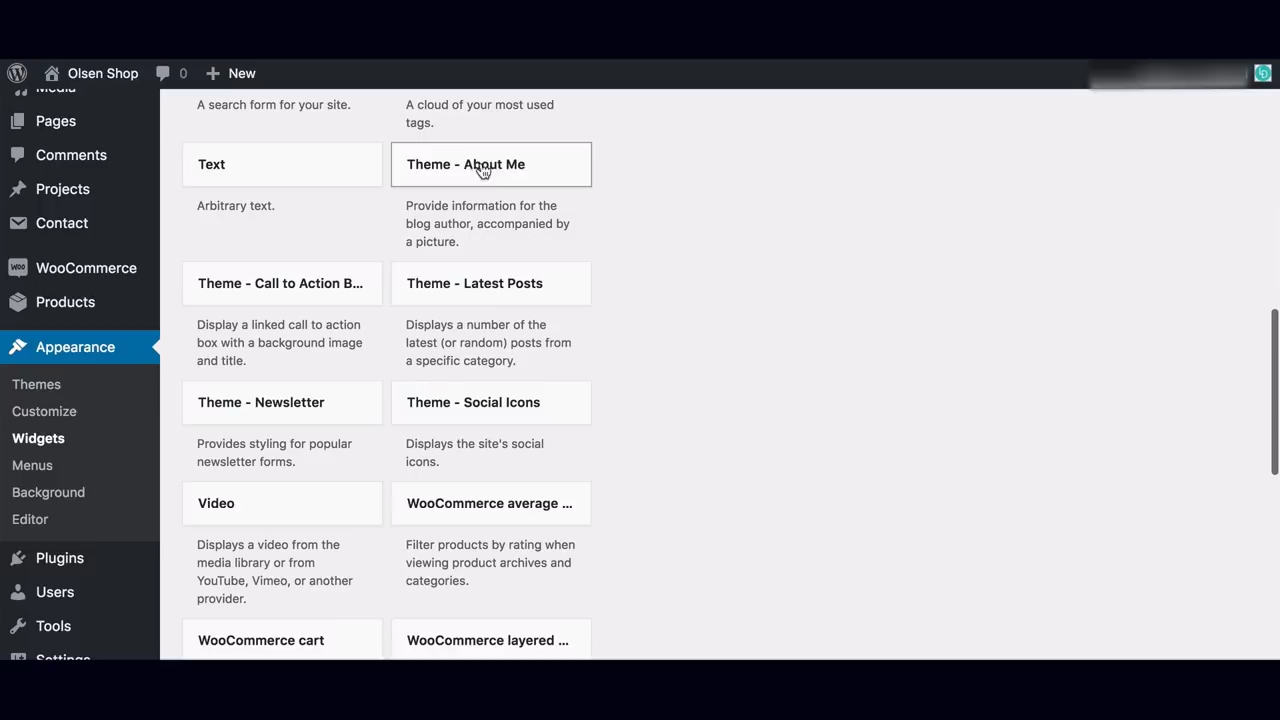 Olsen Shop 0 New
Media
Pages
Comments
Projects
Contact
WooCommerce
Products
Appearance
Themes
Customize
Widgets
Menus
Background
Editor
Plugins
Users
Tools
Settings
A search form for your site.
A cloud of your most used
tags.
Text
Arbitrary text.
Theme - About Me
Provide information for the
blog author, accompanied by
a picture.
Theme - Call to Action B...
Display a linked call to action
box with a background image
and title.
Theme - Latest Posts
Displays a number of the
latest (or random) posts from
a specific category.
Theme - Newsletter
Provides styling for popular
newsletter forms.
Theme - Social Icons
Displays the site's social
icons.
Video
Displays a video from the
media library or from
YouTube, Vimeo, or another
provider.
WooCommerce average ...
Filter products by rating when
viewing product archives and
categories.
WooCommerce cart
WooCommerce layered ...